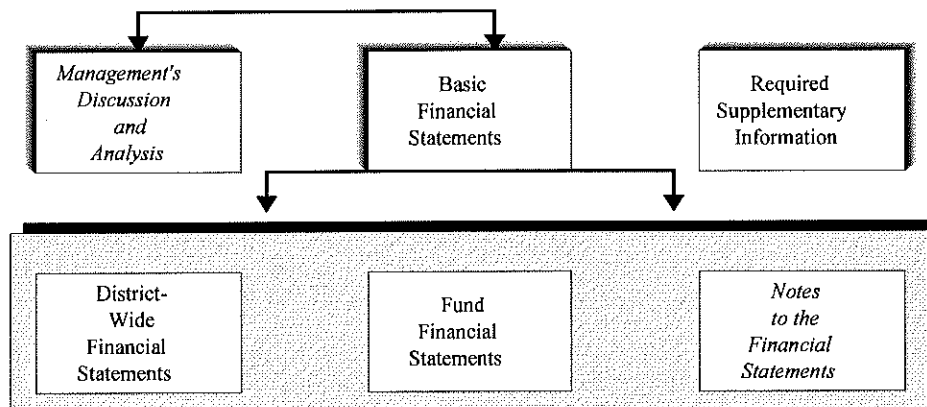 Management's
Discussion
and
Analysis
Basic
Financial
Statements
Required
Supplementary
Information
District-
Wide
Financial
Statements
Fund
Financial
Statements
Notes
to the
Financial
Statements